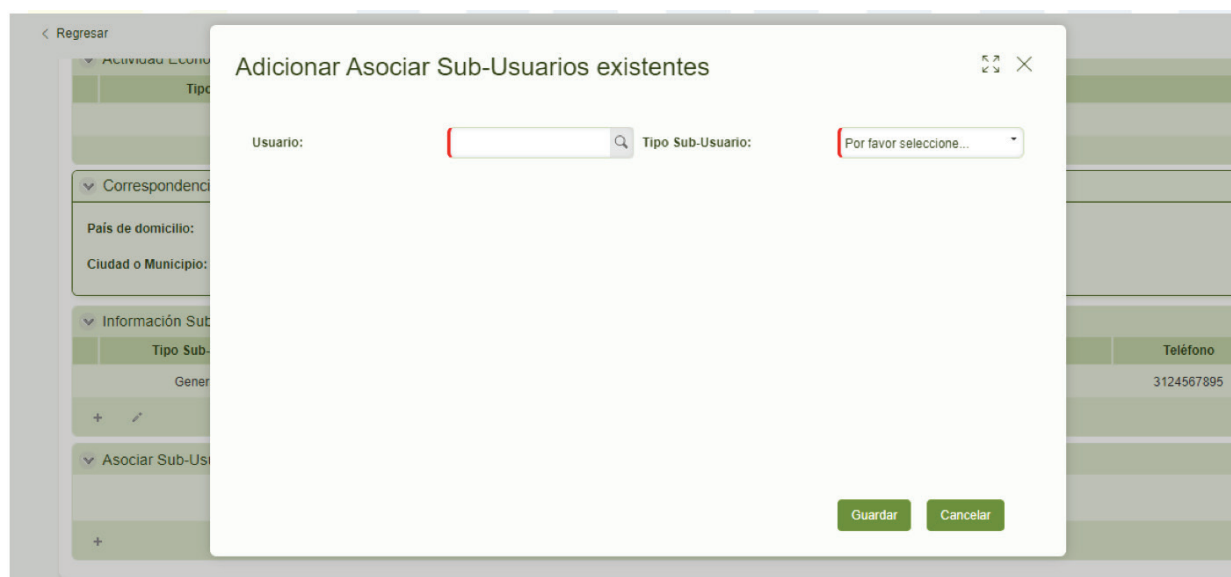 Regresar
Adicionar Asociar Sub-Usuarios existentes
Usuario:
Tipo Sub-Usuario:
Por favor seleccione...
Correspondenci
País de domicilio:
Ciudad o Municipio:
Información Sub
Tipo Sub-
Teléfono
Gener
3124567895
Asociar Sub-Usu
Guardar
Cancelar